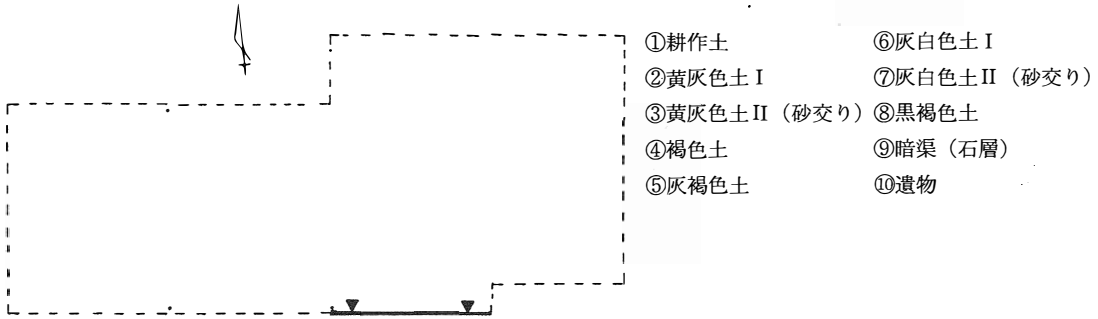 ①耕作土
②黄灰色土Ⅰ
③黄灰色土Ⅱ（砂交り）
④褐色土
⑤灰褐色土
⑥灰白色土Ⅰ
⑦灰白色土Ⅱ（砂交り）
⑧黒褐色土
⑨暗渠（石層）
⑩遺物